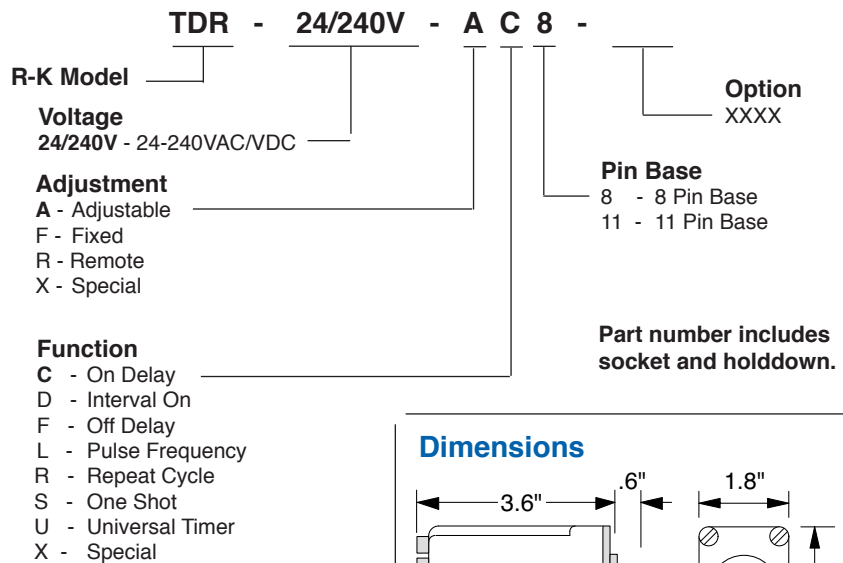 TDR - 24/240V - A C 8 -
R-K Model
Option
XXXX
Voltage
24/240V - 24-240VAC/VDC
Adjustment
A - Adjustable
F - Fixed
R - Remote
X - Special
Pin Base
8 - 8 Pin Base
11 - 11 Pin Base
Function
C - On Delay
D - Interval On
F - Off Delay
L - Pulse Frequency
R - Repeat Cycle
S - One Shot
U - Universal Timer
X - Special
Part number includes
socket and holddown.
Dimensions
3.6" .6" 1.8"